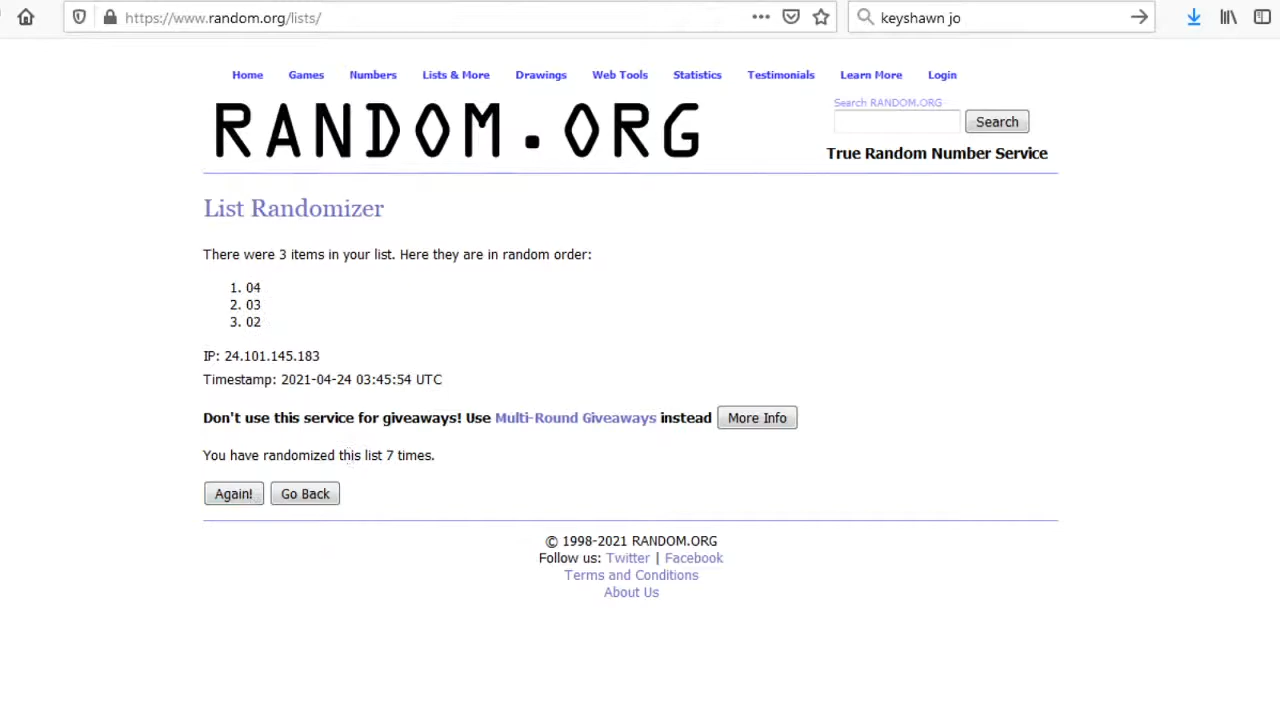 https://www.random.org/lists/
keyshawn jo
Home Games Numbers Lists & More Drawings Web Tools Statistics Testimonials Learn More Login
RANDOM.ORG
Search RANDOM.ORG
Search
True Random Number Service
List Randomizer
There were 3 items in your list. Here they are in random order:
1. 04
2. 03
3. 02
IP: 24.101.145.183
Timestamp: 2021-04-24 03:45:54 UTC
Don't use this service for giveaways! Use Multi-Round Giveaways instead More Info
You have randomized this list 7 times.
Again! Go Back
© 1998-2021 RANDOM.ORG
Follow us: Twitter | Facebook
Terms and Conditions
About Us